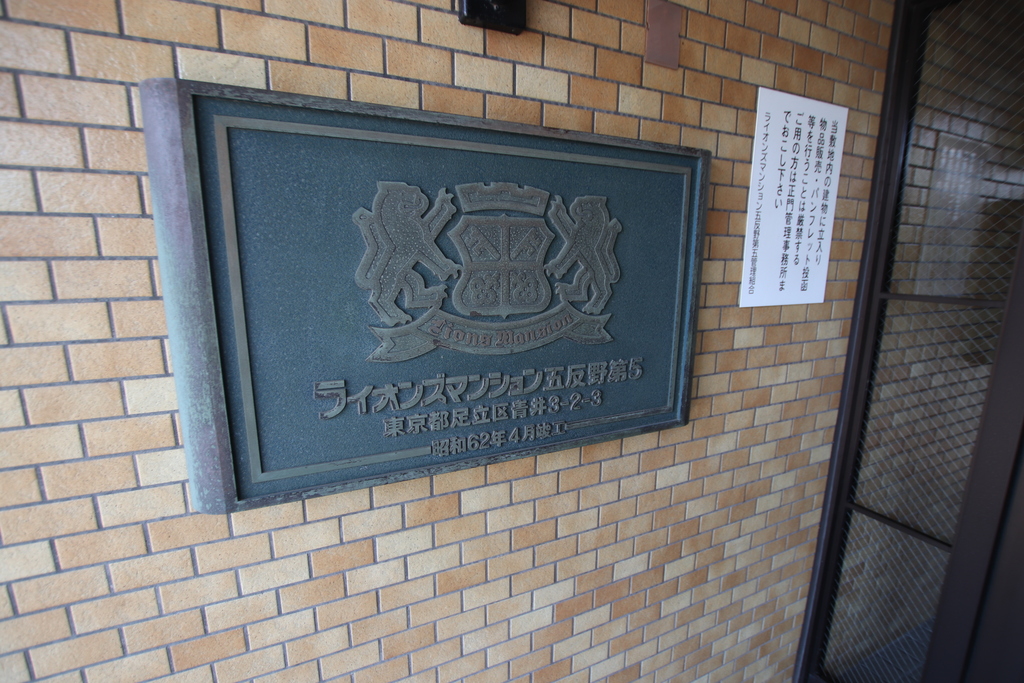 Lions Mansion
ライオンズマンション五反野第5
東京都足立区青井3-2-3
昭和62年4月竣工
当敷地内の建物に立入り
物品販売・パンフレット投函
等を行うことは厳禁する
ご用の方は正門管理事務所ま
でおこし下さい
ライオンズマンション五反野第五管理組合